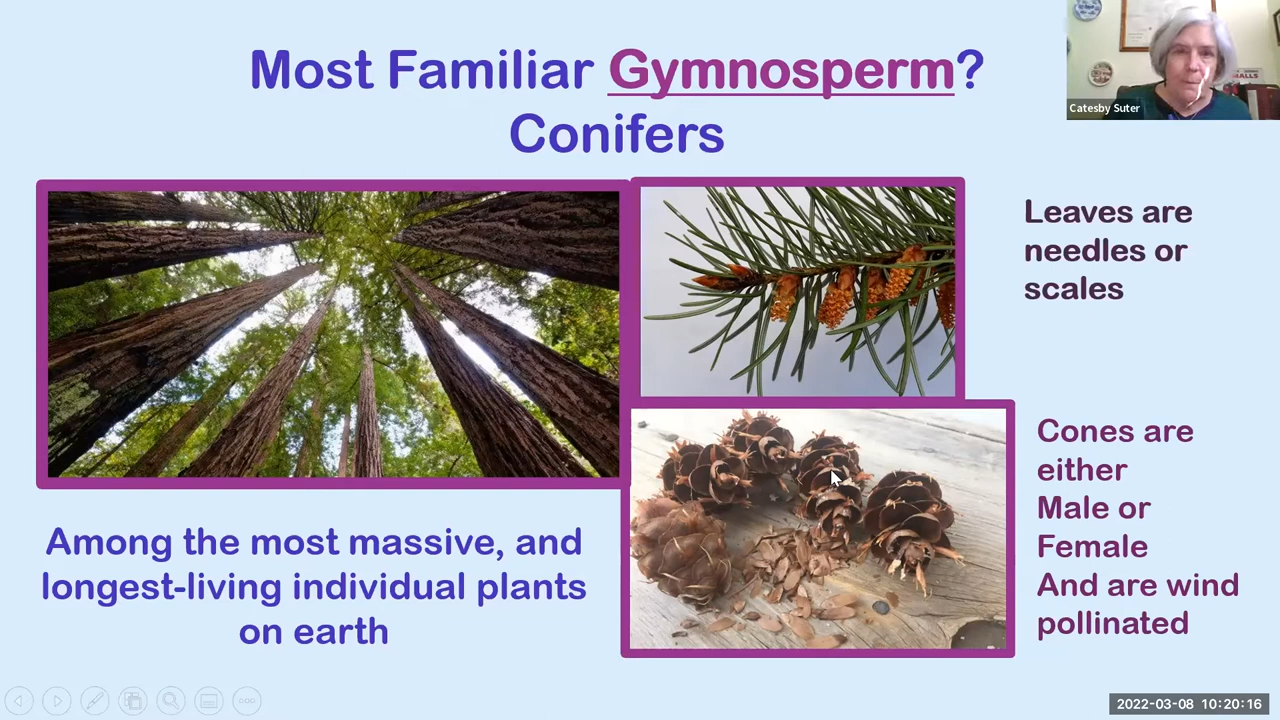 Most Familiar Gymnosperm?
Conifers
Catesby Suter
Leaves are
needles or
scales
Cones are
either
Male or
Female
And are wind
pollinated
Among the most massive, and
longest-living individual plants
on earth
2022-03-08 10:20:16